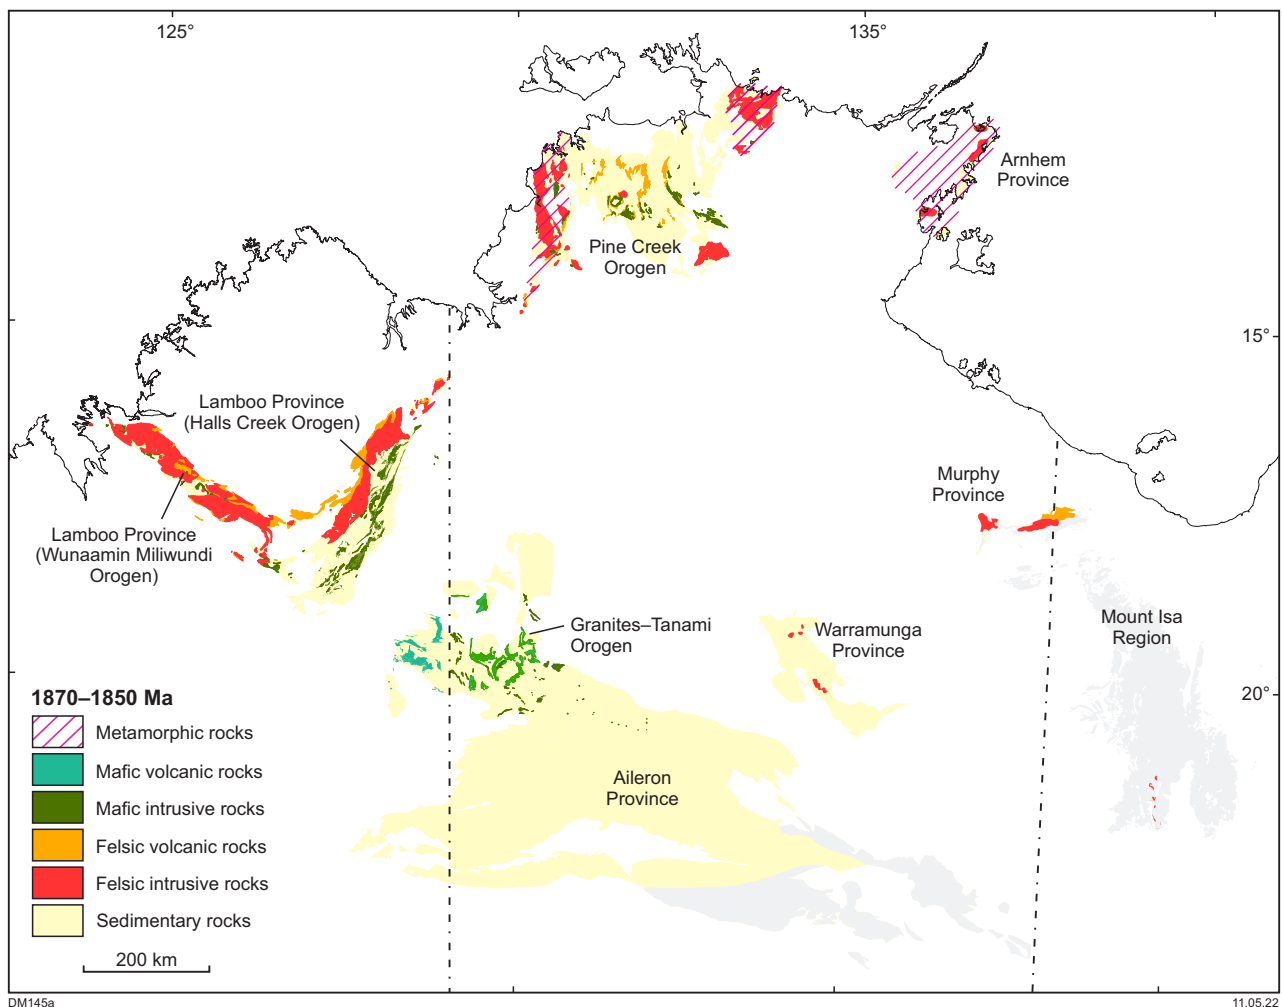 125°
135°
Arnhem
Province
Pine Creek
Orogen
15°
Lamboo Province
(Halls Creek Orogen)
Murphy
Province
Lamboo Province
(Wunaamin Miliwundi
Orogen)
Granites–Tanami
Orogen
Warramunga
Province
Mount Isa
Region
20°
1870–1850 Ma
Metamorphic rocks
Mafic volcanic rocks
Mafic intrusive rocks
Felsic volcanic rocks
Felsic intrusive rocks
Sedimentary rocks
200 km
Aileron
Province
DM145a
11.05.22